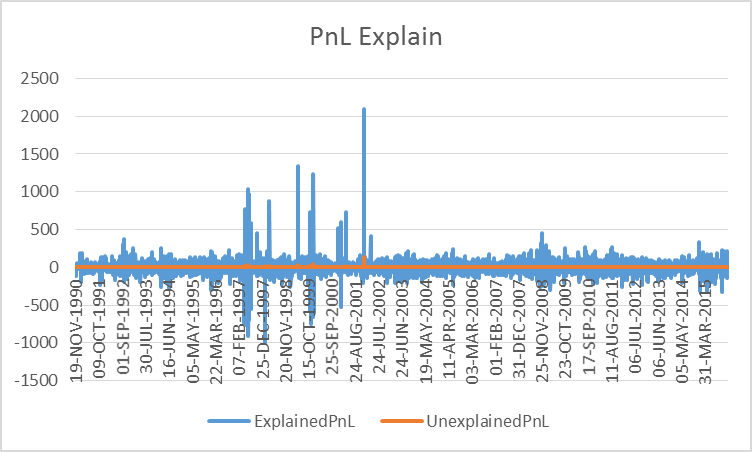 PnL Explain
2500
2000
1500
1000
500
0
-500
-1000
-1500
19-NOV-1990
09-OCT-1991
01-SEP-1992
30-JUL-1993
16-JUN-1994
05-MAY-1995
22-MAR-1996
07-FEB-1997
25-DEC-1997
20-NOV-1998
15-OCT-1999
25-SEP-2000
24-AUG-2001
24-JUL-2002
24-JUN-2003
19-MAY-2004
11-APR-2005
03-MAR-2006
02-FEB-2007
31-DEC-2007
25-NOV-2008
23-OCT-2009
17-SEP-2010
11-AUG-2011
06-JUL-2012
06-JUN-2013
05-MAY-2014
31-MAR-2015
ExplainedPnL
UnexplainedPnL